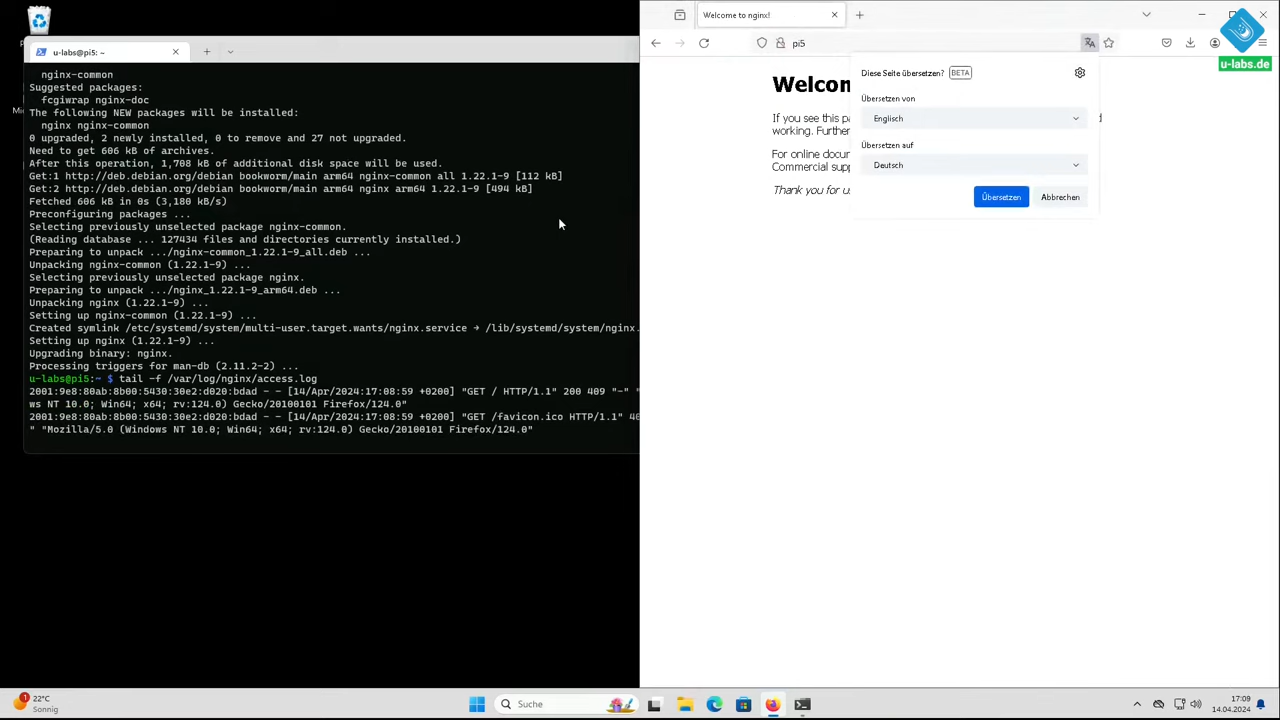 u-labs@pi5: ~
nginx-common
Suggested packages:
fcgiwrap nginx-doc
The following NEW packages will be installed:
nginx nginx-common
0 upgraded, 2 newly installed, 0 to remove and 27 not upgraded.
Need to get 606 kB of archives.
After this operation, 1,708 kB of additional disk space will be used.
Get:1 http://deb.debian.org/debian bookworm/main arm64 nginx-common all 1.22.1-9 [112 kB]
Get:2 http://deb.debian.org/debian bookworm/main arm64 nginx arm64 1.22.1-9 [494 kB]
Fetched 606 kB in 0s (3,180 kB/s)
Preconfiguring packages ...
Selecting previously unselected package nginx-common.
(Reading database ... 127434 files and directories currently installed.)
Preparing to unpack .../nginx-common_1.22.1-9_all.deb ...
Unpacking nginx-common (1.22.1-9) ...
Selecting previously unselected package nginx.
Preparing to unpack .../nginx_1.22.1-9_arm64.deb ...
Unpacking nginx (1.22.1-9) ...
Setting up nginx-common (1.22.1-9) ...
Created symlink /etc/systemd/system/multi-user.target.wants/nginx.service → /lib/systemd/system/nginx.
Setting up nginx (1.22.1-9) ...
Upgrading binary: nginx.
Processing triggers for man-db (2.11.2-2) ...
u-labs@pi5:~ $ tail -f /var/log/nginx/access.log
2001:9e8:80ab:8b00:5430:30e2:d020:bdad - - [14/Apr/2024:17:08:59 +0200] "GET / HTTP/1.1" 200 409 "-" "
ws NT 10.0; Win64; x64; rv:124.0) Gecko/20100101 Firefox/124.0"
2001:9e8:80ab:8b00:5430:30e2:d020:bdad - - [14/Apr/2024:17:08:59 +0200] "GET /favicon.ico HTTP/1.1" 40
" "Mozilla/5.0 (Windows NT 10.0; Win64; x64; rv:124.0) Gecko/20100101 Firefox/124.0"
Welcome to nginx!
pi5
u-labs.de
Welcom
If you see this pa
working. Further
For online docum
Commercial supp
Thank you for us
Diese Seite übersetzen? BETA
Übersetzen von
Englisch
Übersetzen auf
Deutsch
Übersetzen Abbrechen
1
22°C
Sonnig
Suche
17:09
14.04.2024